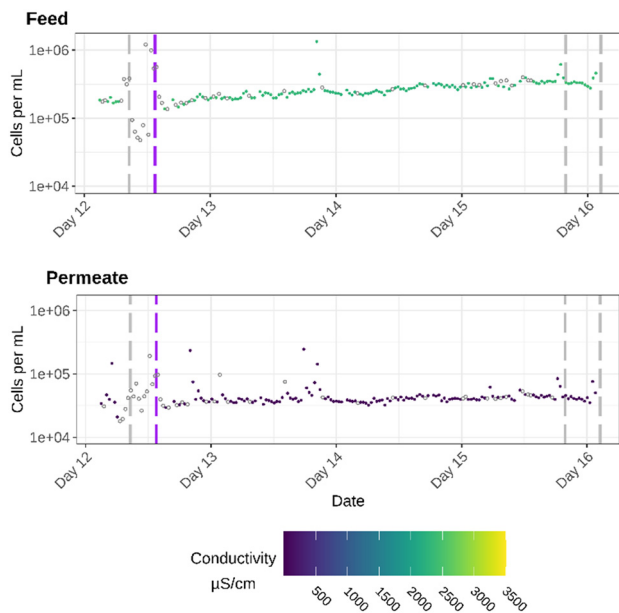 Feed
Cells per mL
1e+06
1e+05
1e+04
Day 12
Day 13
Day 14
Day 15
Day 16
Permeate
Cells per mL
1e+06
1e+05
1e+04
Day 12
Day 13
Day 14
Day 15
Day 16
Date
Conductivity
µS/cm
500
1000
1500
2000
2500
3000
3500